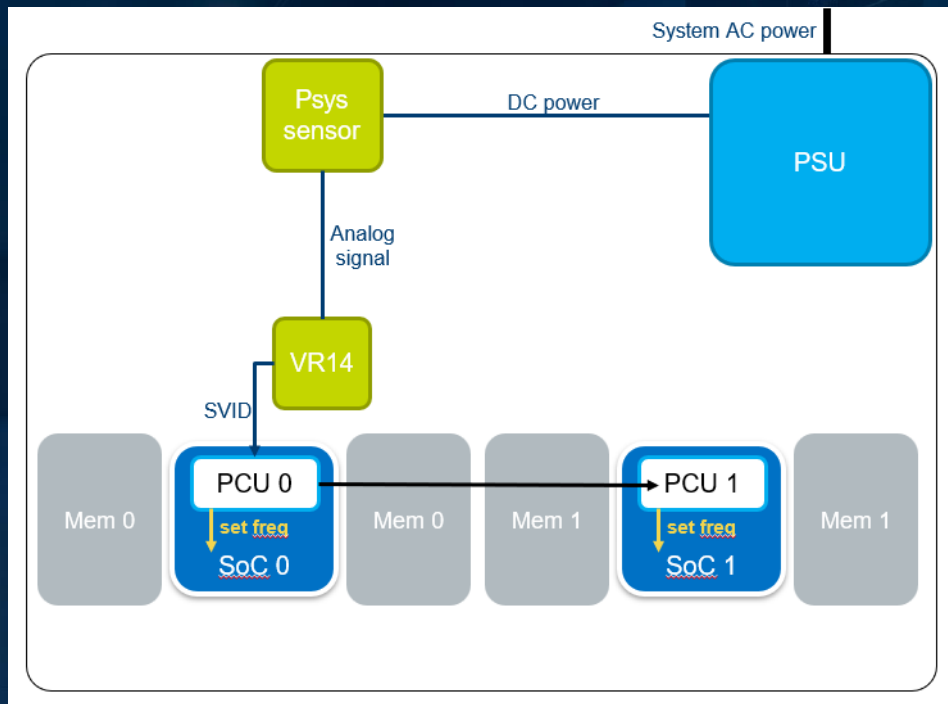 System AC power
Psys
sensor
DC power
PSU
Analog
signal
VR14
SVID
Mem 0
PCU 0
set freq
SoC 0
Mem 0
Mem 1
PCU 1
set freq
SoC 1
Mem 1